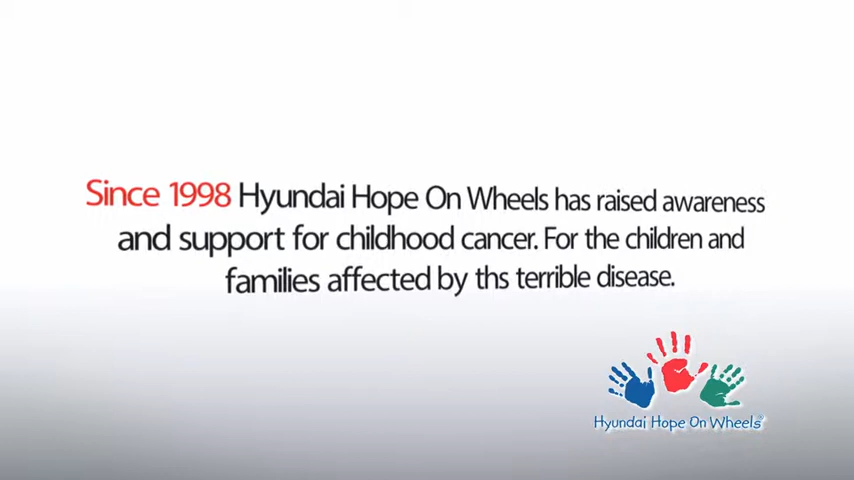 Since 1998 Hyundai Hope On Wheels has raised awareness
and support for childhood cancer. For the children and
families affected by ths terrible disease.
Hyundai Hope On Wheels®